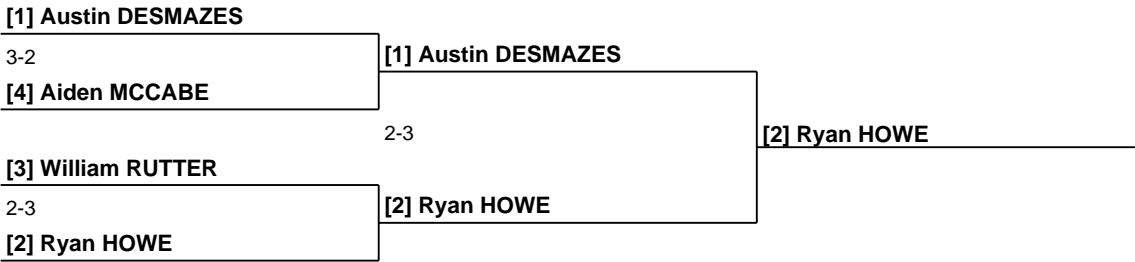 [1] Austin DESMAZES
3-2
[1] Austin DESMAZES
[4] Aiden MCCABE
2-3
[2] Ryan HOWE
[3] William RUTTER
2-3
[2] Ryan HOWE
[2] Ryan HOWE